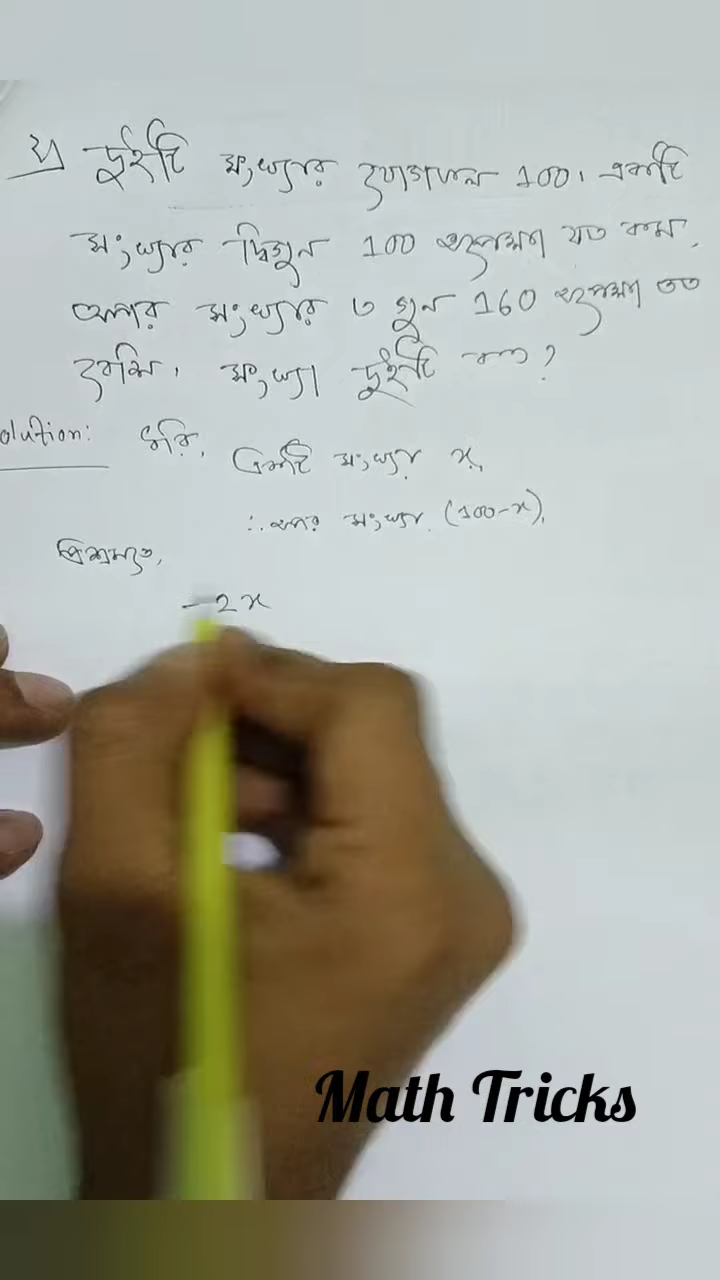 ২৷ দুইটি সংখ্যার যোগফল 100। একটি
সংখ্যার দ্বিগুন 100 অপেক্ষা যত কম,
অপর সংখ্যার ৩ গুন 160 অপেক্ষা তত
বেশি। সংখ্যা দুইটি কত?
olution: ধরি, একটি সংখ্যা x,
∴ অপর সংখ্যা (100-x),
প্রশ্নমতে,
- 2x
Math Tricks